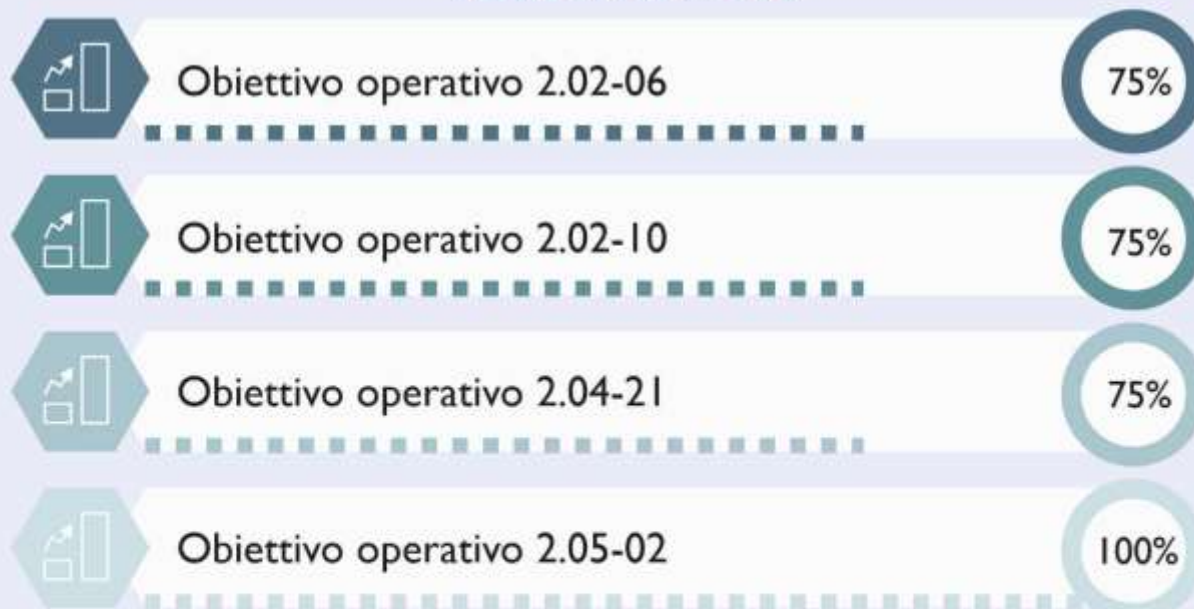 Obiettivo operativo 2.02-06
75%
Obiettivo operativo 2.02-10
75%
Obiettivo operativo 2.04-21
75%
Obiettivo operativo 2.05-02
100%